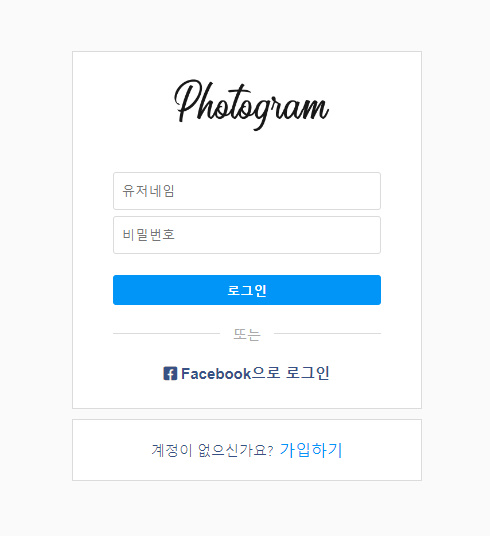 Photogram
유저네임
비밀번호
로그인
또는
Facebook으로 로그인
계정이 없으신가요? 가입하기